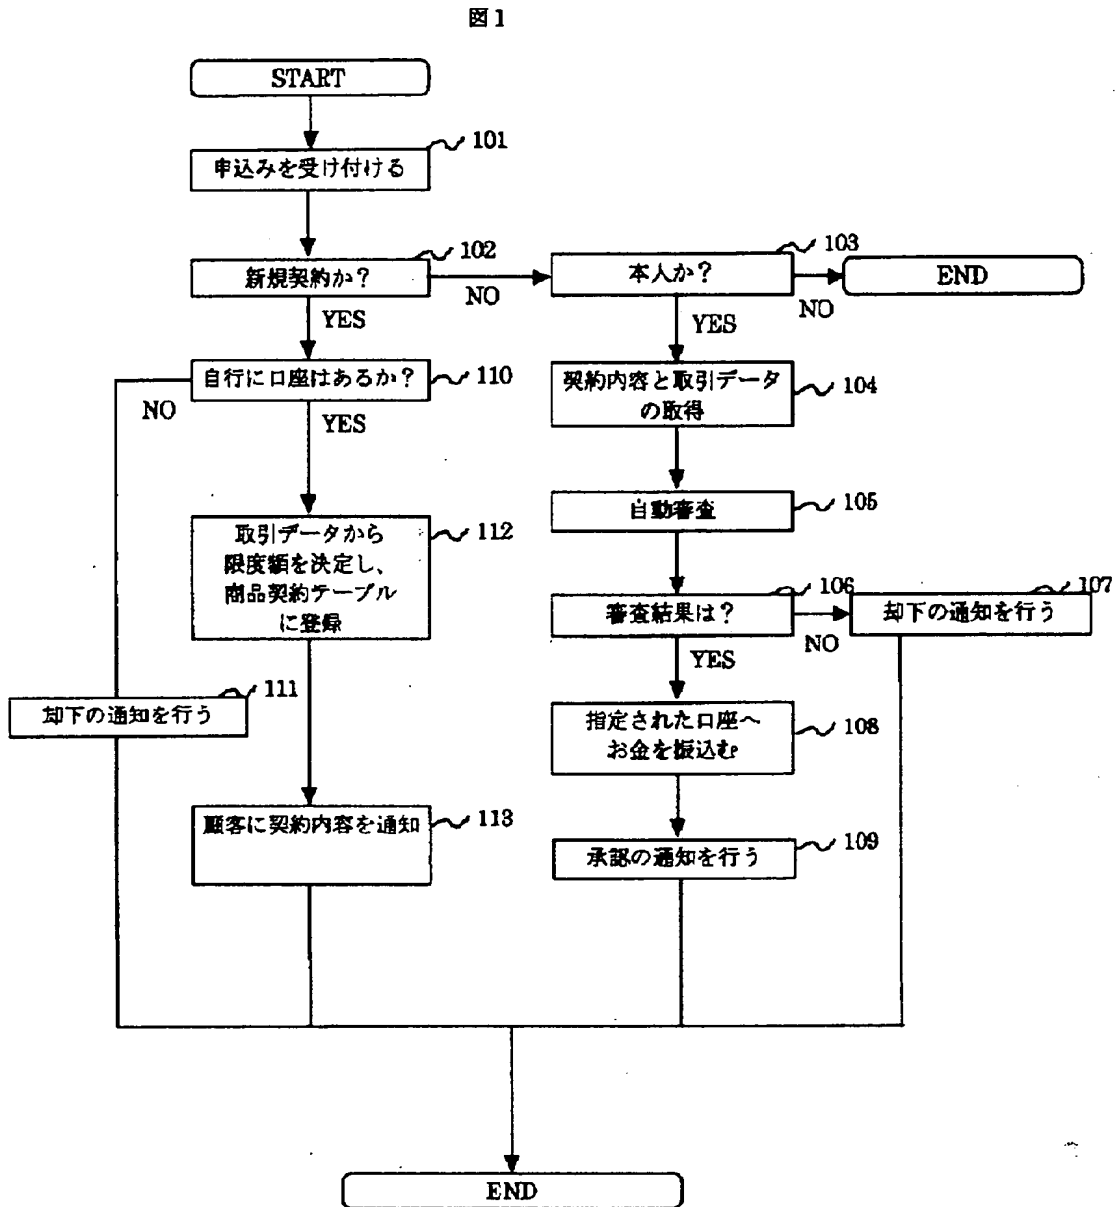 図1
START
申込みを受け付ける
101
新規契約か？
102
NO
YES
本人か？
103
NO
END
YES
自行に口座はあるか？
110
NO
YES
契約内容と取引データ
の取得
104
自動審査
105
取引データから
限度額を決定し、
商品契約テーブル
に登録
112
審査結果は？
106
NO
YES
却下の通知を行う
107
却下の通知を行う
111
指定された口座へ
お金を振込む
108
顧客に契約内容を通知
113
承認の通知を行う
109
END